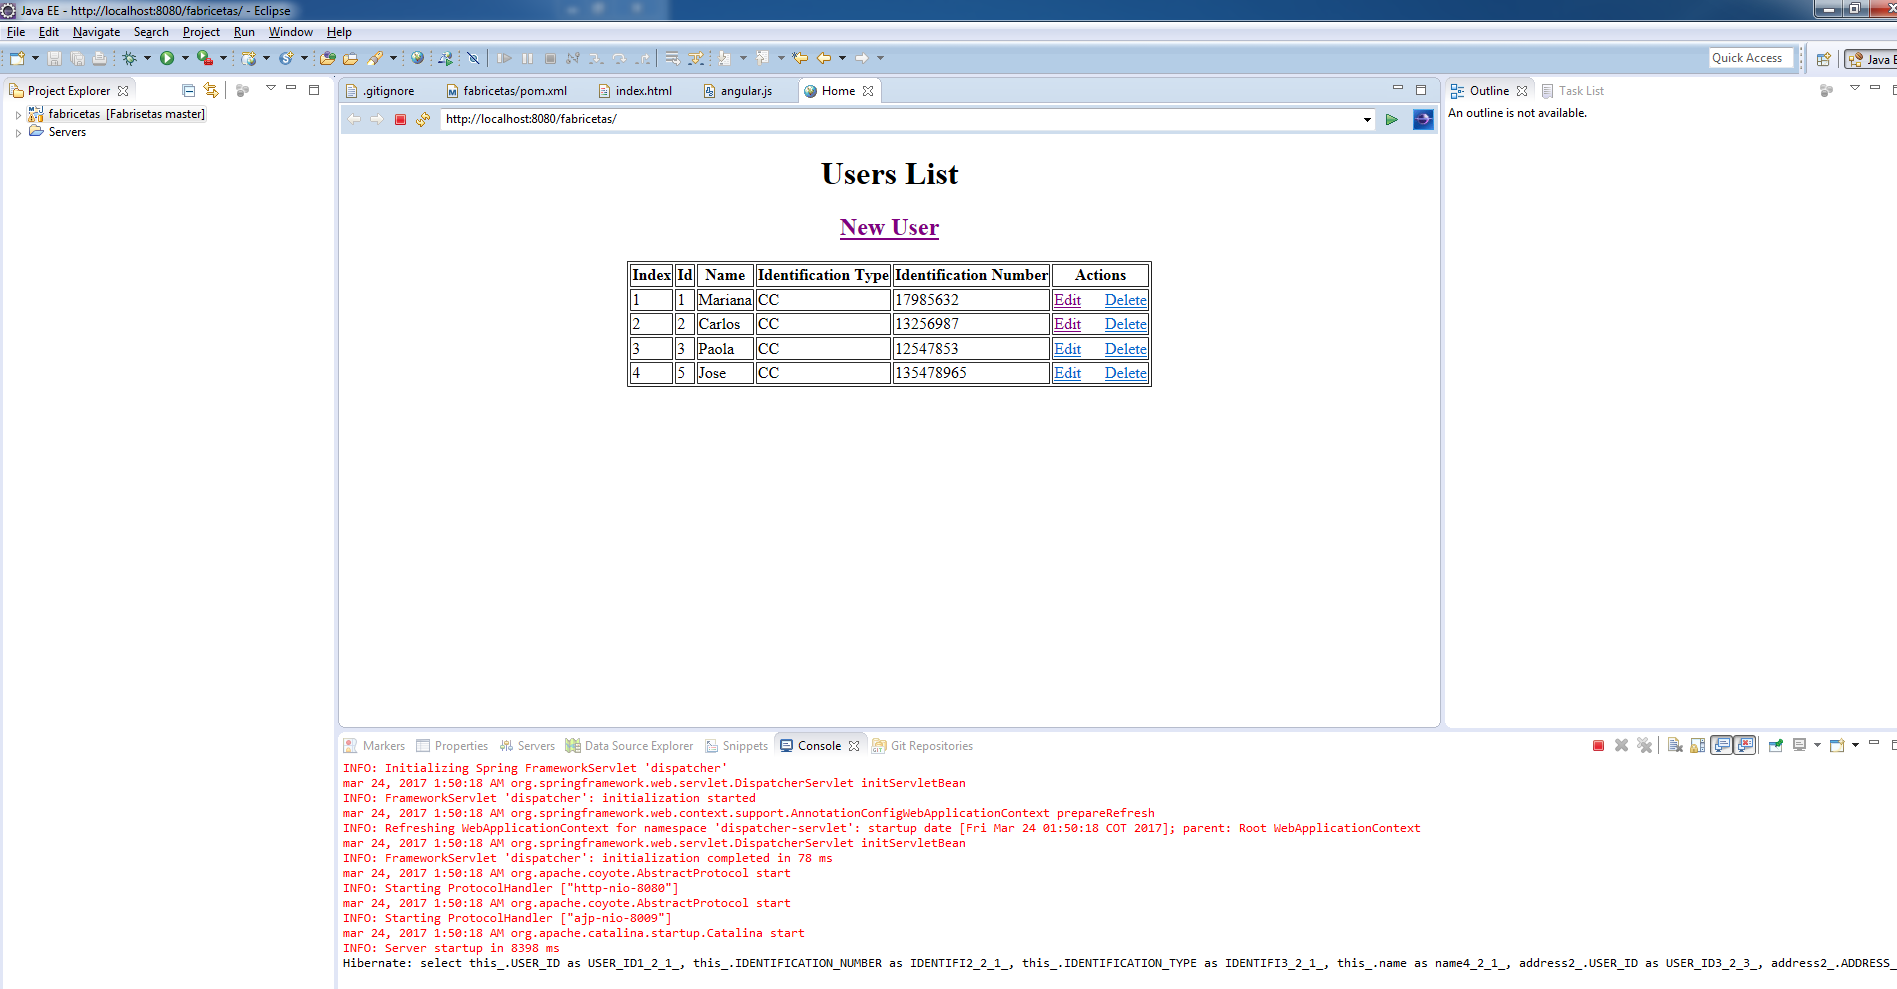 Java EE - http://localhost:8080/fabricetas/ - Eclipse
File Edit Navigate Search Project Run Window Help
Quick Access
Java E
Project Explorer
fabricetas [Fabrisetas master]
Servers
.gitignore fabricetas/pom.xml index.html angular.js Home
http://localhost:8080/fabricetas/
Users List
New User
Index Id Name Identification Type Identification Number Actions
1 1 Mariana CC 17985632 Edit Delete
2 2 Carlos CC 13256987 Edit Delete
3 3 Paola CC 12547853 Edit Delete
4 5 Jose CC 135478965 Edit Delete
Outline Task List
An outline is not available.
Markers Properties Servers Data Source Explorer Snippets Console Git Repositories
INFO: Initializing Spring FrameworkServlet 'dispatcher'
mar 24, 2017 1:50:18 AM org.springframework.web.servlet.DispatcherServlet initServletBean
INFO: FrameworkServlet 'dispatcher': initialization started
mar 24, 2017 1:50:18 AM org.springframework.web.context.support.AnnotationConfigWebApplicationContext prepareRefresh
INFO: Refreshing WebApplicationContext for namespace 'dispatcher-servlet': startup date [Fri Mar 24 01:50:18 COT 2017]; parent: Root WebApplicationContext
mar 24, 2017 1:50:18 AM org.springframework.web.servlet.DispatcherServlet initServletBean
INFO: FrameworkServlet 'dispatcher': initialization completed in 78 ms
mar 24, 2017 1:50:18 AM org.apache.coyote.AbstractProtocol start
INFO: Starting ProtocolHandler ["http-nio-8080"]
mar 24, 2017 1:50:18 AM org.apache.coyote.AbstractProtocol start
INFO: Starting ProtocolHandler ["ajp-nio-8009"]
mar 24, 2017 1:50:18 AM org.apache.catalina.startup.Catalina start
INFO: Server startup in 8398 ms
Hibernate: select this_.USER_ID as USER_ID1_2_1_, this_.IDENTIFICATION_NUMBER as IDENTIFI2_2_1_, this_.IDENTIFICATION_TYPE as IDENTIFI3_2_1_, this_.name as name4_2_1_, address2_.USER_ID as USER_ID3_2_3_, address2_.ADDRESS_